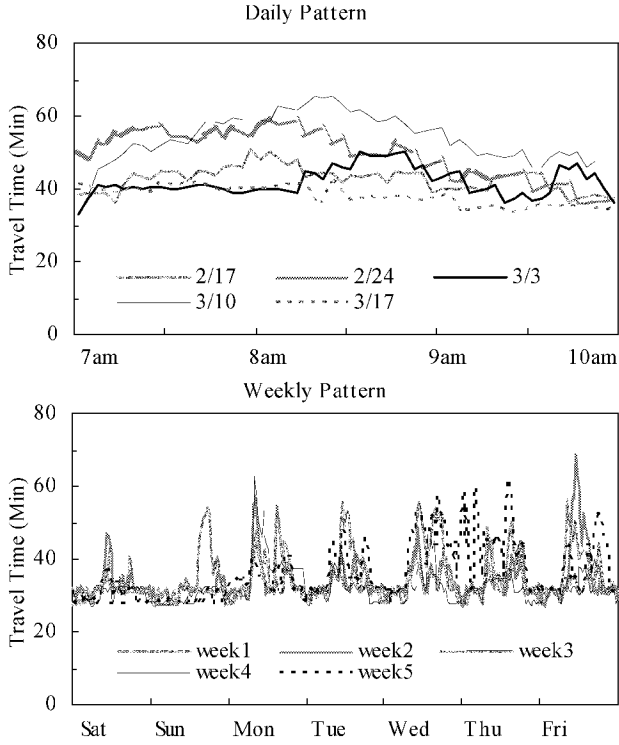 Daily Pattern
80
60
40
20
0
Travel Time (Min)
2/17 2/24 3/3
3/10 3/17
7am 8am 9am 10am
Weekly Pattern
80
60
40
20
0
Travel Time (Min)
week1 week2 week3
week4 week5
Sat Sun Mon Tue Wed Thu Fri